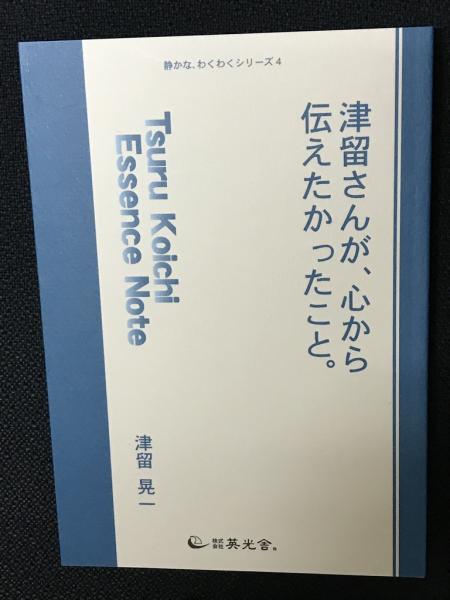 静かな、わくわくシリーズ 4
津留さんが、心から
伝えたかったこと。
Tsuru Koichi
Essence Note
津留 晃一
株式会社 英光舎